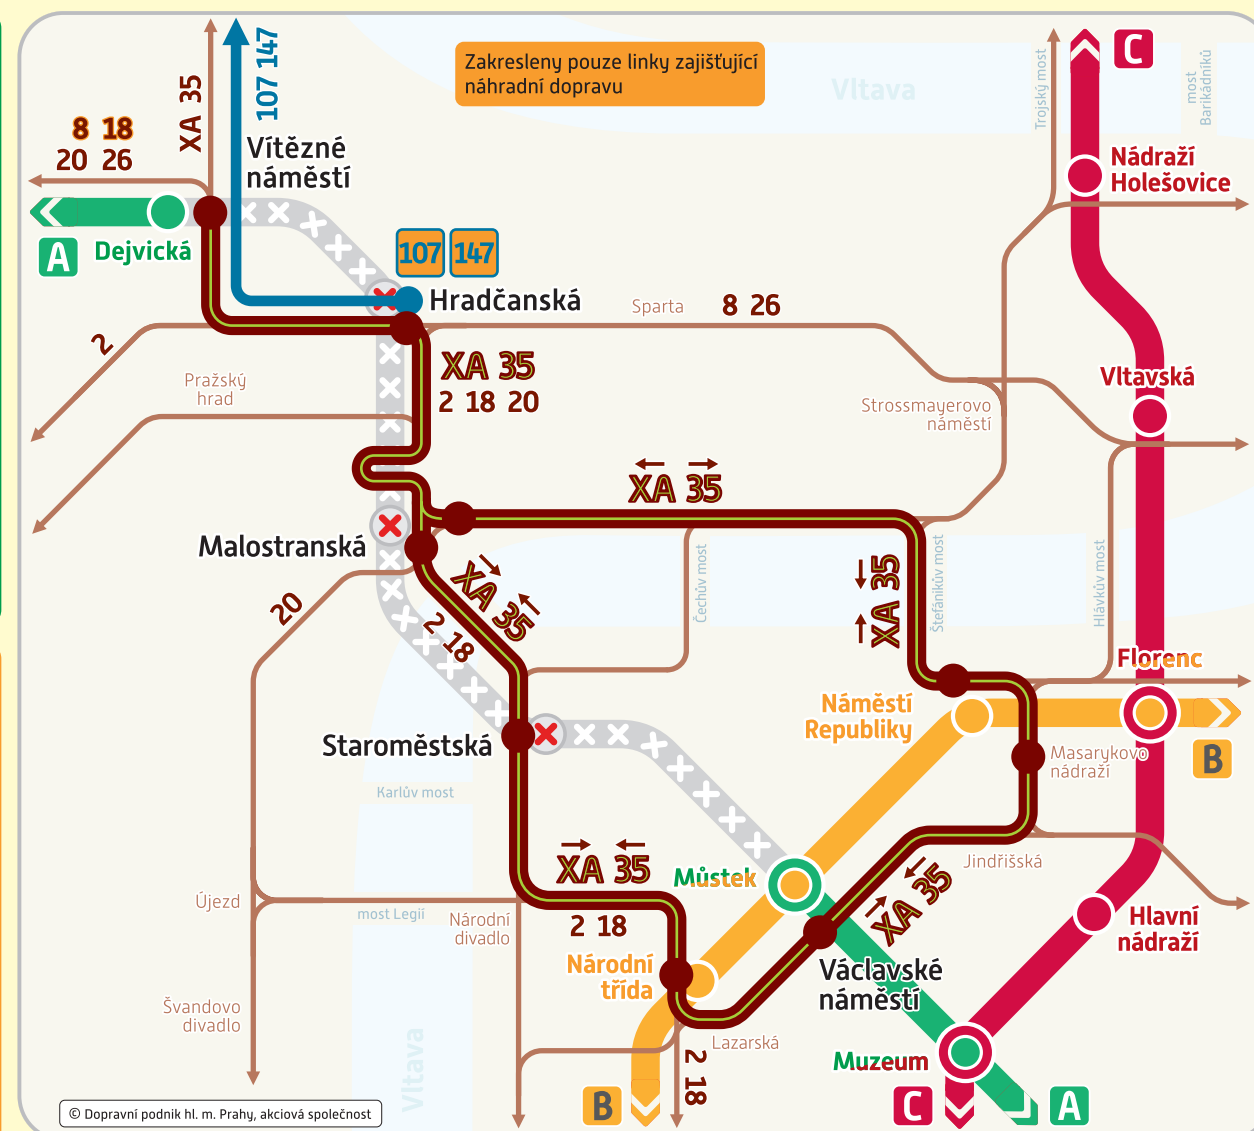 Zakresleny pouze linky zajišťující
náhradní dopravu
Vltava
Trojský most
most
Barikádníků
C
XA 35
107 147
8 18
20 26
Vítězné
náměstí
Nádraží
Holešovice
A
Dejvická
107 147
Hradčanská
Sparta
8 26
2
XA 35
2 18 20
Pražský
hrad
Vltavská
Strossmayerovo
náměstí
XA 35
Malostranská
XA 35
2 18
20
Čechův most
XA 35
Štefánikův most
Hlávkův most
Florenc
Náměstí
Republiky
Staroměstská
Masarykovo
nádraží
B
Karlův most
XA 35
2 18
Můstek
Jindřišská
XA 35
Újezd
most Legií
Národní
divadlo
Hlavní
nádraží
Národní
třída
Václavské
náměstí
Švandovo
divadlo
Vltava
Lazarská
2 18
Muzeum
B
C
A
© Dopravní podnik hl. m. Prahy, akciová společnost